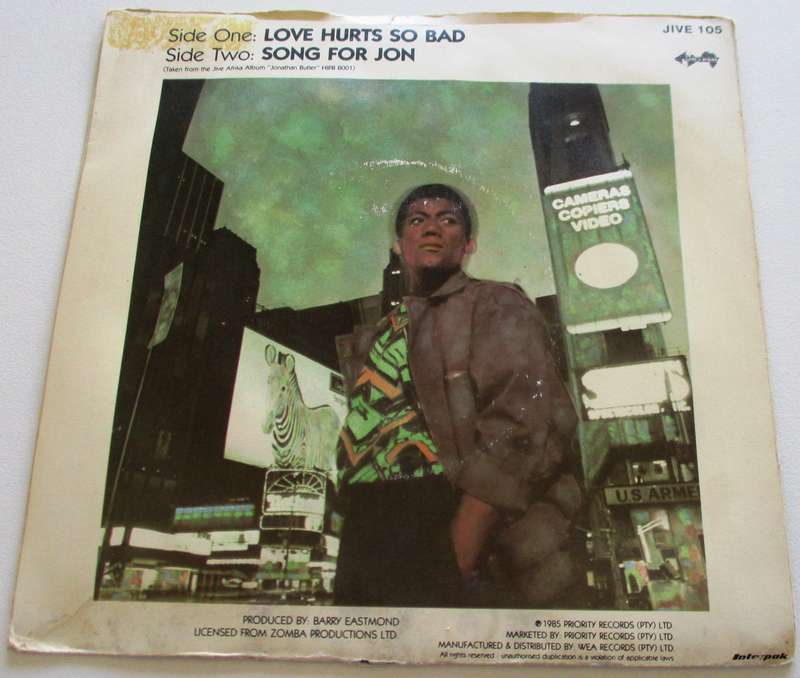 Side One: LOVE HURTS SO BAD
Side Two: SONG FOR JON
(Taken from the Jive Afrika Album "Jonathan Butler" HIPB B001)
JIVE 105
CAMERAS
COPIERS
VIDEO
U.S ARME
PRODUCED BY: BARRY EASTMOND
LICENSED FROM ZOMBA PRODUCTIONS LTD
℗ 1985 PRIORITY RECORDS (PTY) LTD.
MARKETED BY: PRIORITY RECORDS (PTY) LTD.
MANUFACTURED & DISTRIBUTED BY: WEA RECORDS (PTY) LTD.
All rights reserved - unauthorised duplication is a violation of applicable laws
Interpak